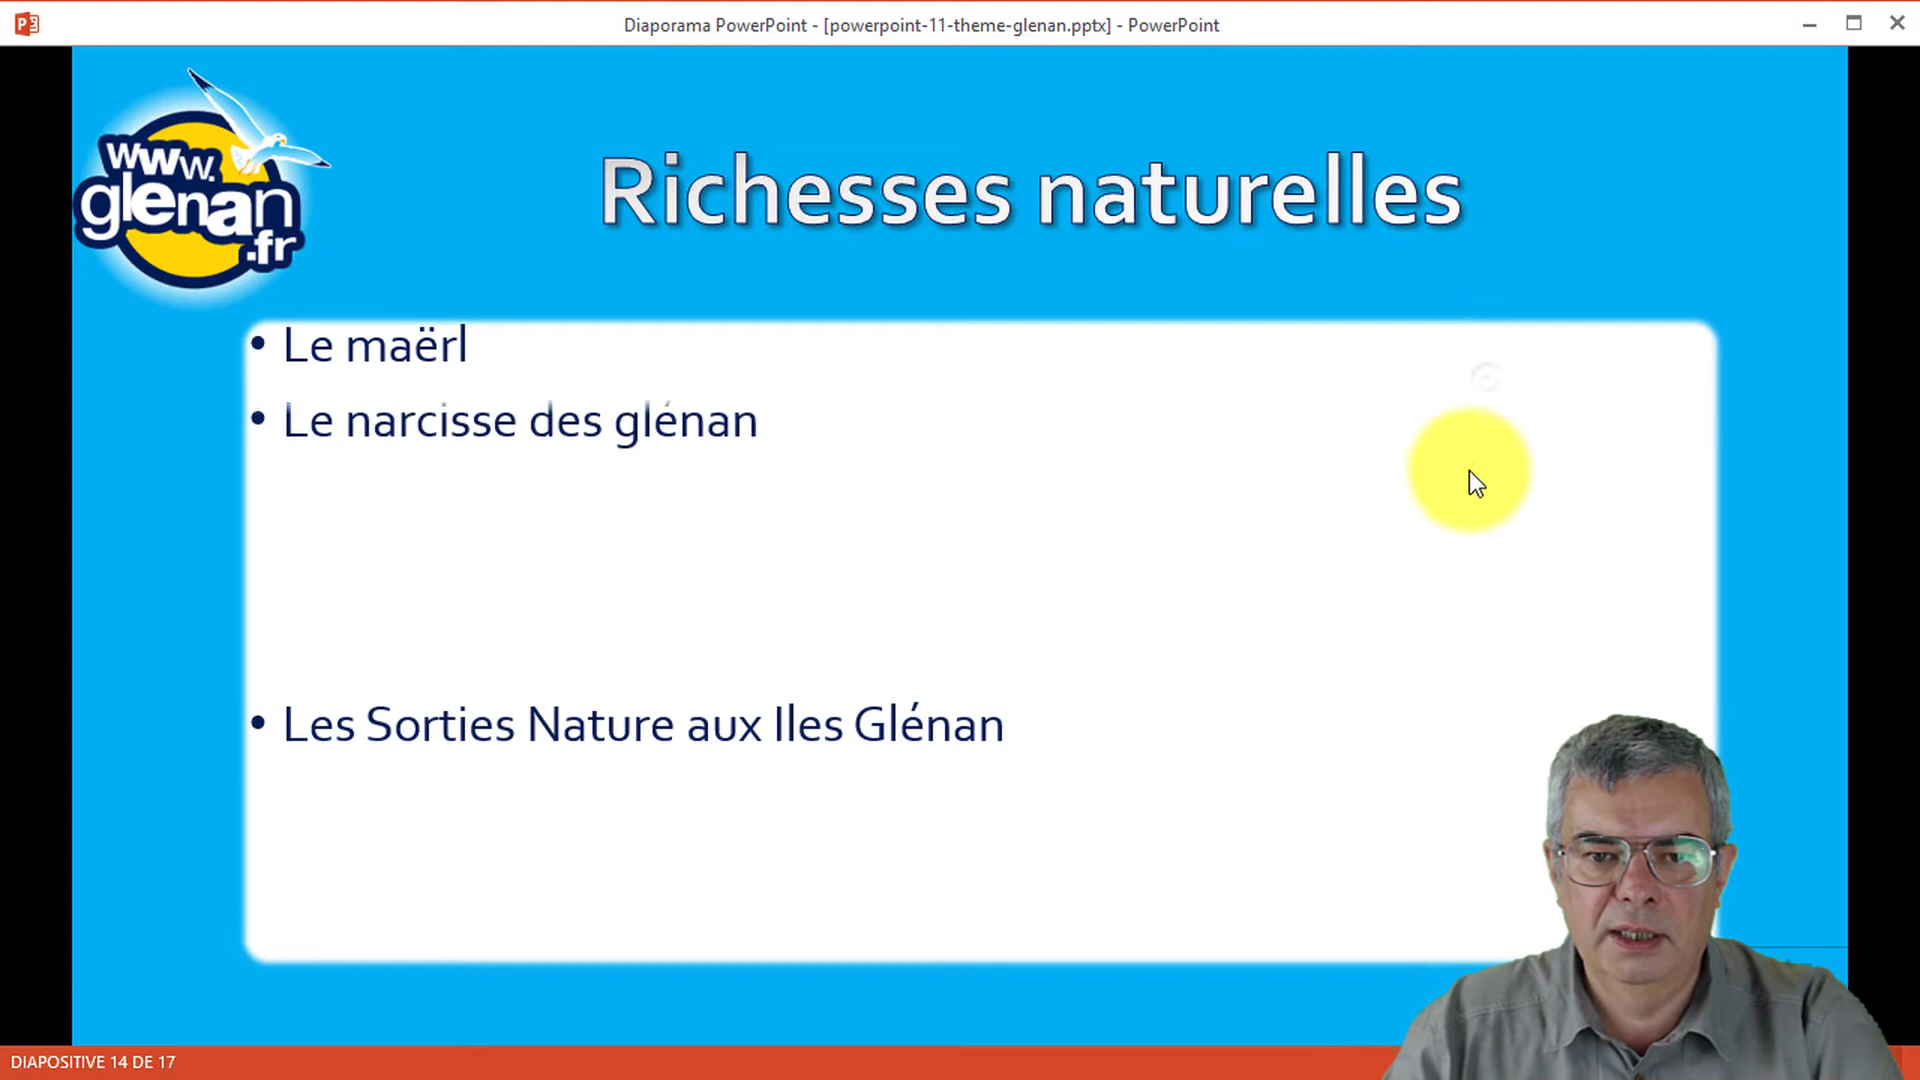 Diaporama PowerPoint - [powerpoint-11-theme-glenan.pptx] - PowerPoint
www.
glenan
.fr
Richesses naturelles
• Le maërl
• Le narcisse des glénan
• Les Sorties Nature aux Iles Glénan
DIAPOSITIVE 14 DE 17